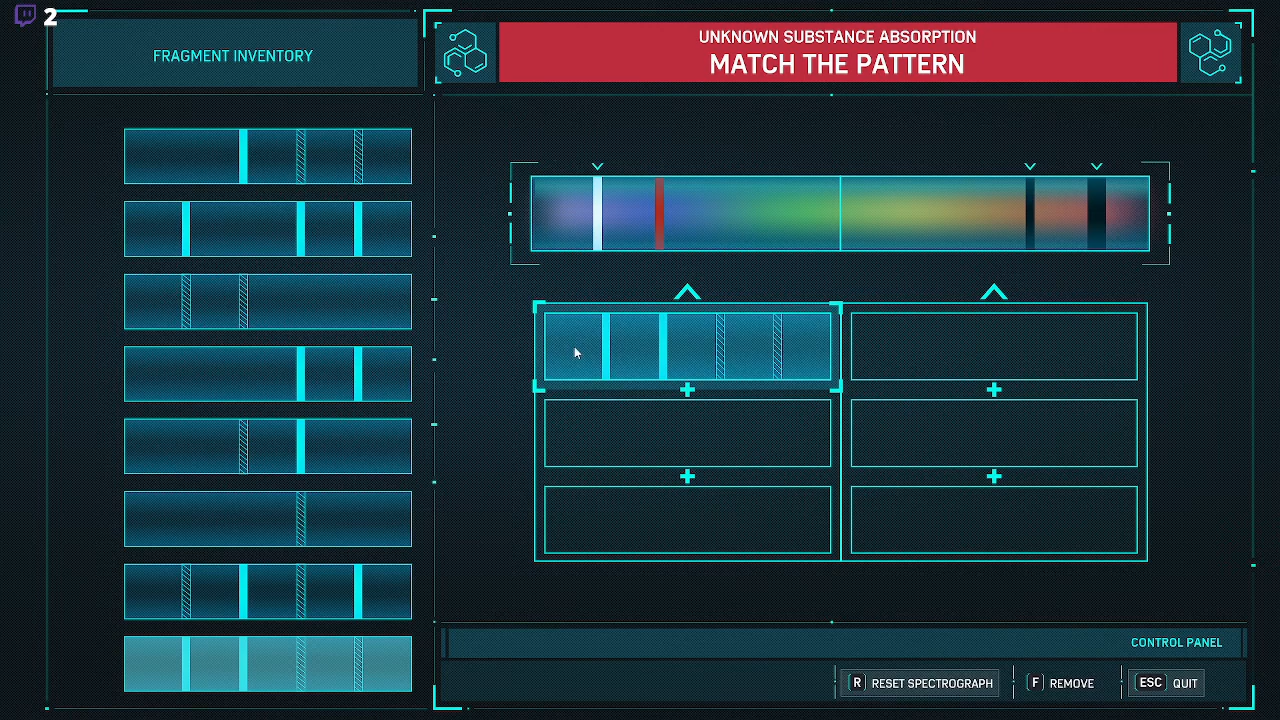 2
FRAGMENT INVENTORY
UNKNOWN SUBSTANCE ABSORPTION
MATCH THE PATTERN
CONTROL PANEL
R RESET SPECTROGRAPH
F REMOVE
ESC QUIT